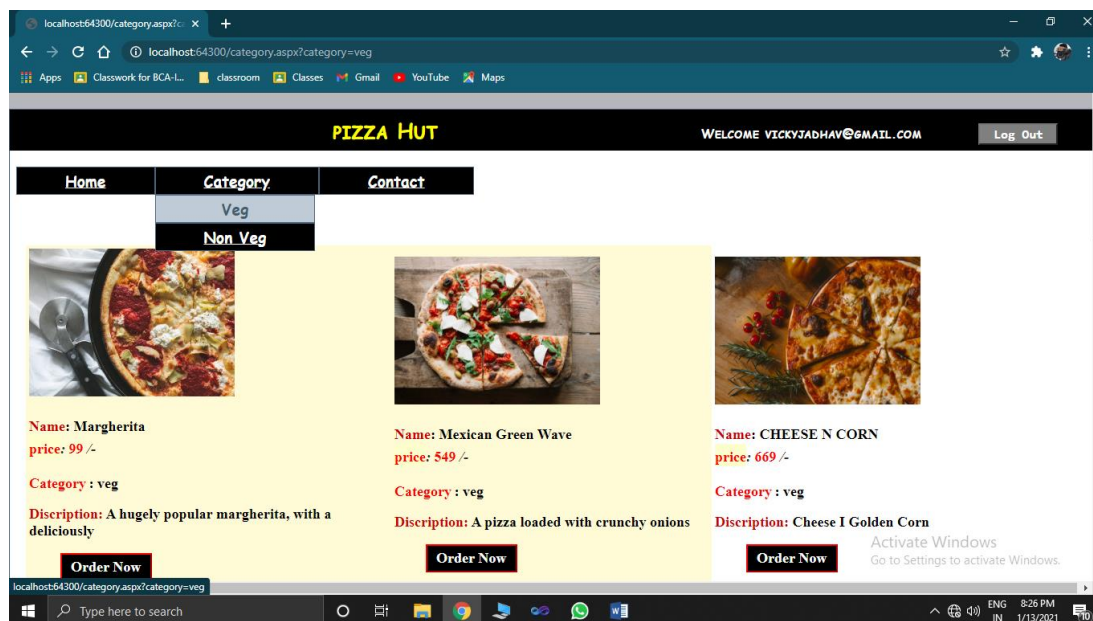 localhost:64300/category.aspx?c
localhost:64300/category.aspx?category=veg
Apps Classwork for BCA-I... classroom Classes Gmail YouTube Maps
PIZZA HUT WELCOME VICKYJADHAV@GMAIL.COM Log Out
Home Category Contact
Veg
Non Veg
Name: Margherita
price: 99 /-
Category : veg
Discription: A hugely popular margherita, with a
deliciously
Order Now
Name: Mexican Green Wave
price: 549 /-
Category : veg
Discription: A pizza loaded with crunchy onions
Order Now
Name: CHEESE N CORN
price: 669 /-
Category : veg
Discription: Cheese I Golden Corn
Order Now
Activate Windows
Go to Settings to activate Windows.
localhost:64300/category.aspx?category=veg
Type here to search
ENG 8:26 PM
IN 1/13/2021
10